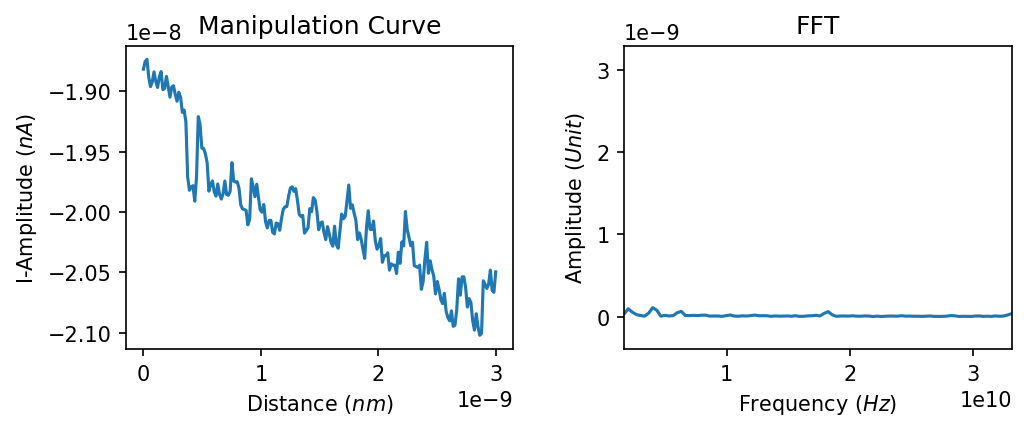 Manipulation Curve
1e−8
−1.90
−1.95
−2.00
−2.05
−2.10
I-Amplitude (nA)
0
1
2
3
Distance (nm)
1e−9
FFT
1e−9
3
2
1
0
Amplitude (Unit)
1
2
3
Frequency (Hz)
1e10